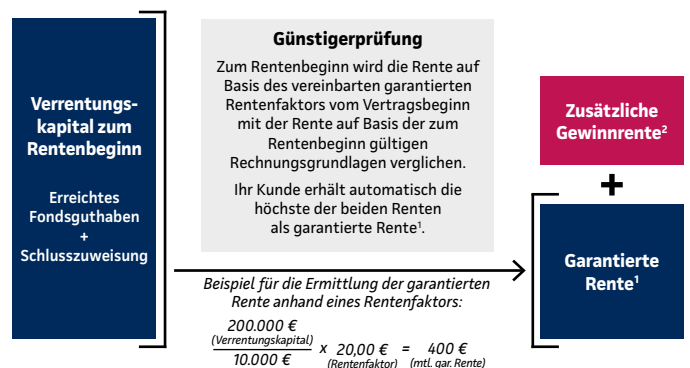 Verrentungs-
kapital zum
Rentenbeginn
Erreichtes
Fondsguthaben
+
Schlusszuweisung
Günstigerprüfung
Zum Rentenbeginn wird die Rente auf
Basis des vereinbarten garantierten
Rentenfaktors vom Vertragsbeginn
mit der Rente auf Basis der zum
Rentenbeginn gültigen
Rechnungsgrundlagen verglichen.
Ihr Kunde erhält automatisch die
höchste der beiden Renten
als garantierte Rente¹.
Beispiel für die Ermittlung der garantierten
Rente anhand eines Rentenfaktors:
200.000 €
(Verrentungskapital)
10.000 €
x 20,00 € = 400 €
(Rentenfaktor) (mtl. gar. Rente)
Zusätzliche
Gewinnrente²
+
Garantierte
Rente¹